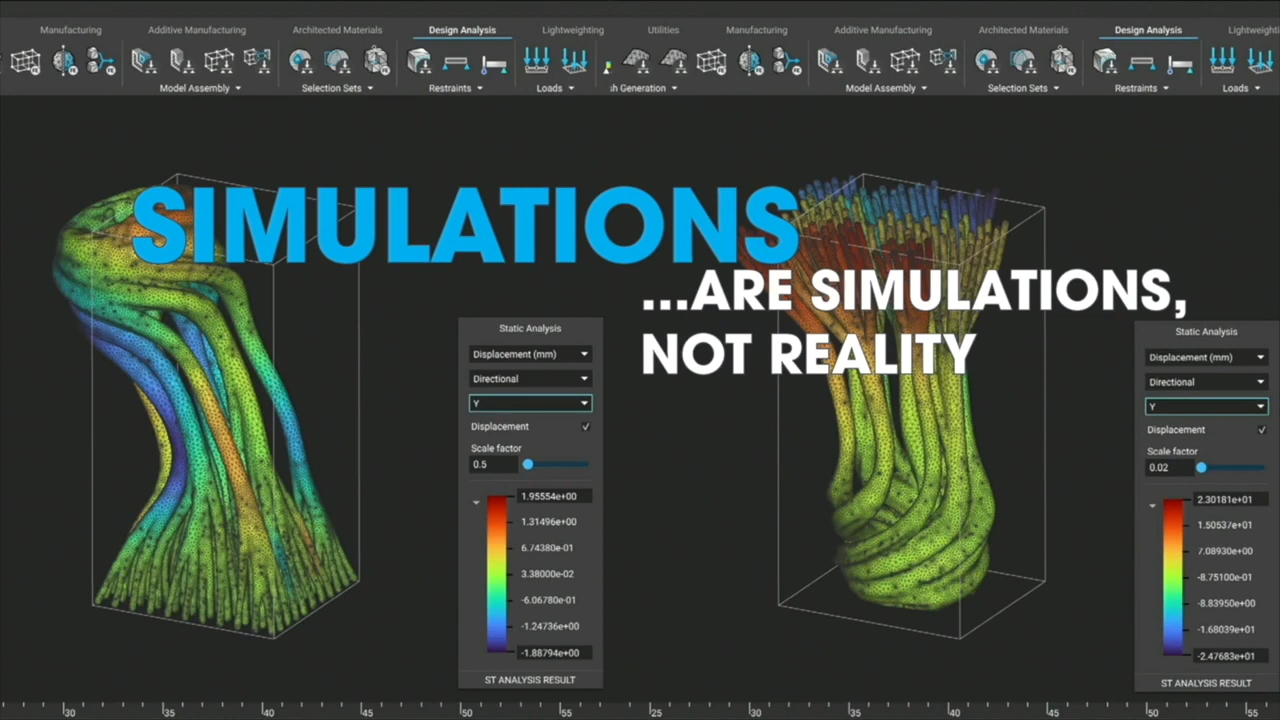 Manufacturing Additive Manufacturing Architected Materials Design Analysis Lightweighting Utilities Manufacturing Additive Manufacturing Architected Materials Design Analysis Lightweighti
Model Assembly Selection Sets Restraints Loads sh Generation Model Assembly Selection Sets Restraints Loads
SIMULATIONS
...ARE SIMULATIONS,
NOT REALITY
Static Analysis
Displacement (mm)
Directional
Y
Displacement
Scale factor
0.5
1.95554e+00
1.31496e+00
6.74380e-01
3.38000e-02
-6.06780e-01
-1.24736e+00
-1.88794e+00
ST ANALYSIS RESULT
Static Analysis
Displacement (mm)
Directional
Y
Displacement
Scale factor
0.02
2.30181e+01
1.50537e+01
7.08930e+00
-8.75100e-01
-8.83950e+00
-1.68039e+01
-2.47683e+01
ST ANALYSIS RESULT
30 35 40 45 50 55 25 30 35 40 45 50 55